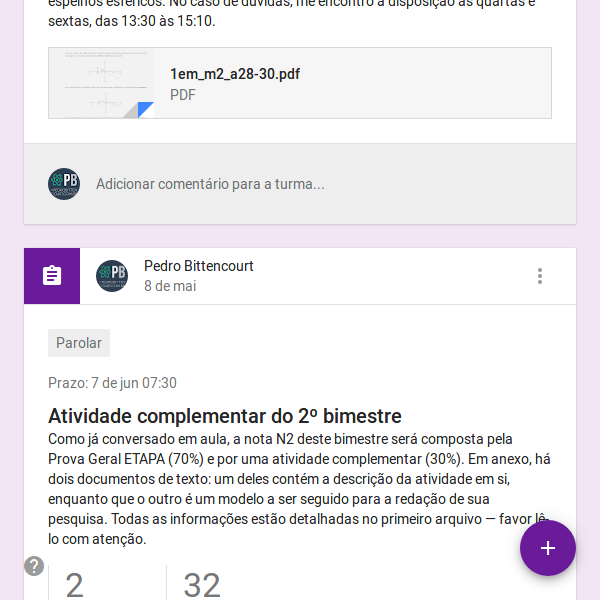 espelhos esféricos. No caso de dúvidas, me encontro à disposição às quartas e
sextas, das 13:30 às 15:10.
1em_m2_a28-30.pdf
PDF
PB
Adicionar comentário para a turma...
PB
Pedro Bittencourt
8 de mai
Parolar
Prazo: 7 de jun 07:30
Atividade complementar do 2º bimestre
Como já conversado em aula, a nota N2 deste bimestre será composta pela
Prova Geral ETAPA (70%) e por uma atividade complementar (30%). Em anexo, há
dois documentos de texto: um deles contém a descrição da atividade em si,
enquanto que o outro é um modelo a ser seguido para a redação de sua
pesquisa. Todas as informações estão detalhadas no primeiro arquivo — favor lê-
lo com atenção.
2 32